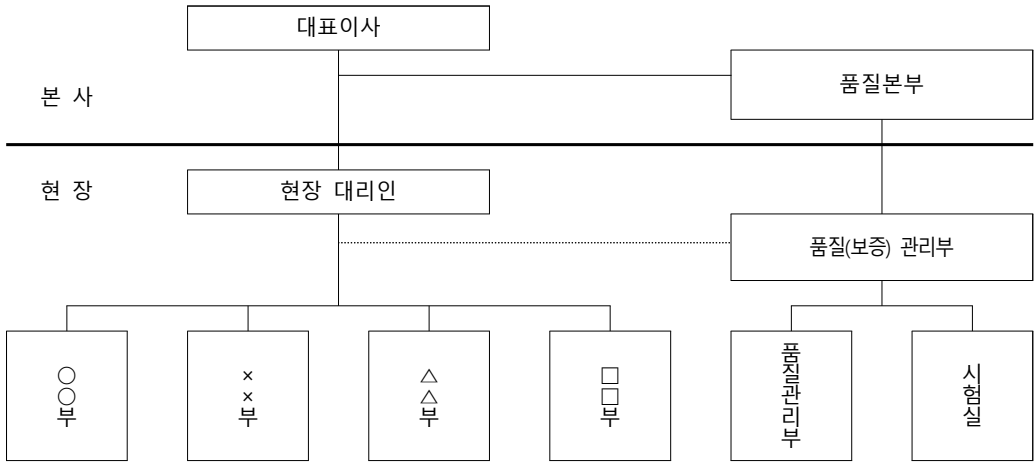 대표이사
품질본부
본 사
현 장
현장 대리인
품질(보증) 관리부
○○부
××부
△△부
□□부
품질관리부
시험실